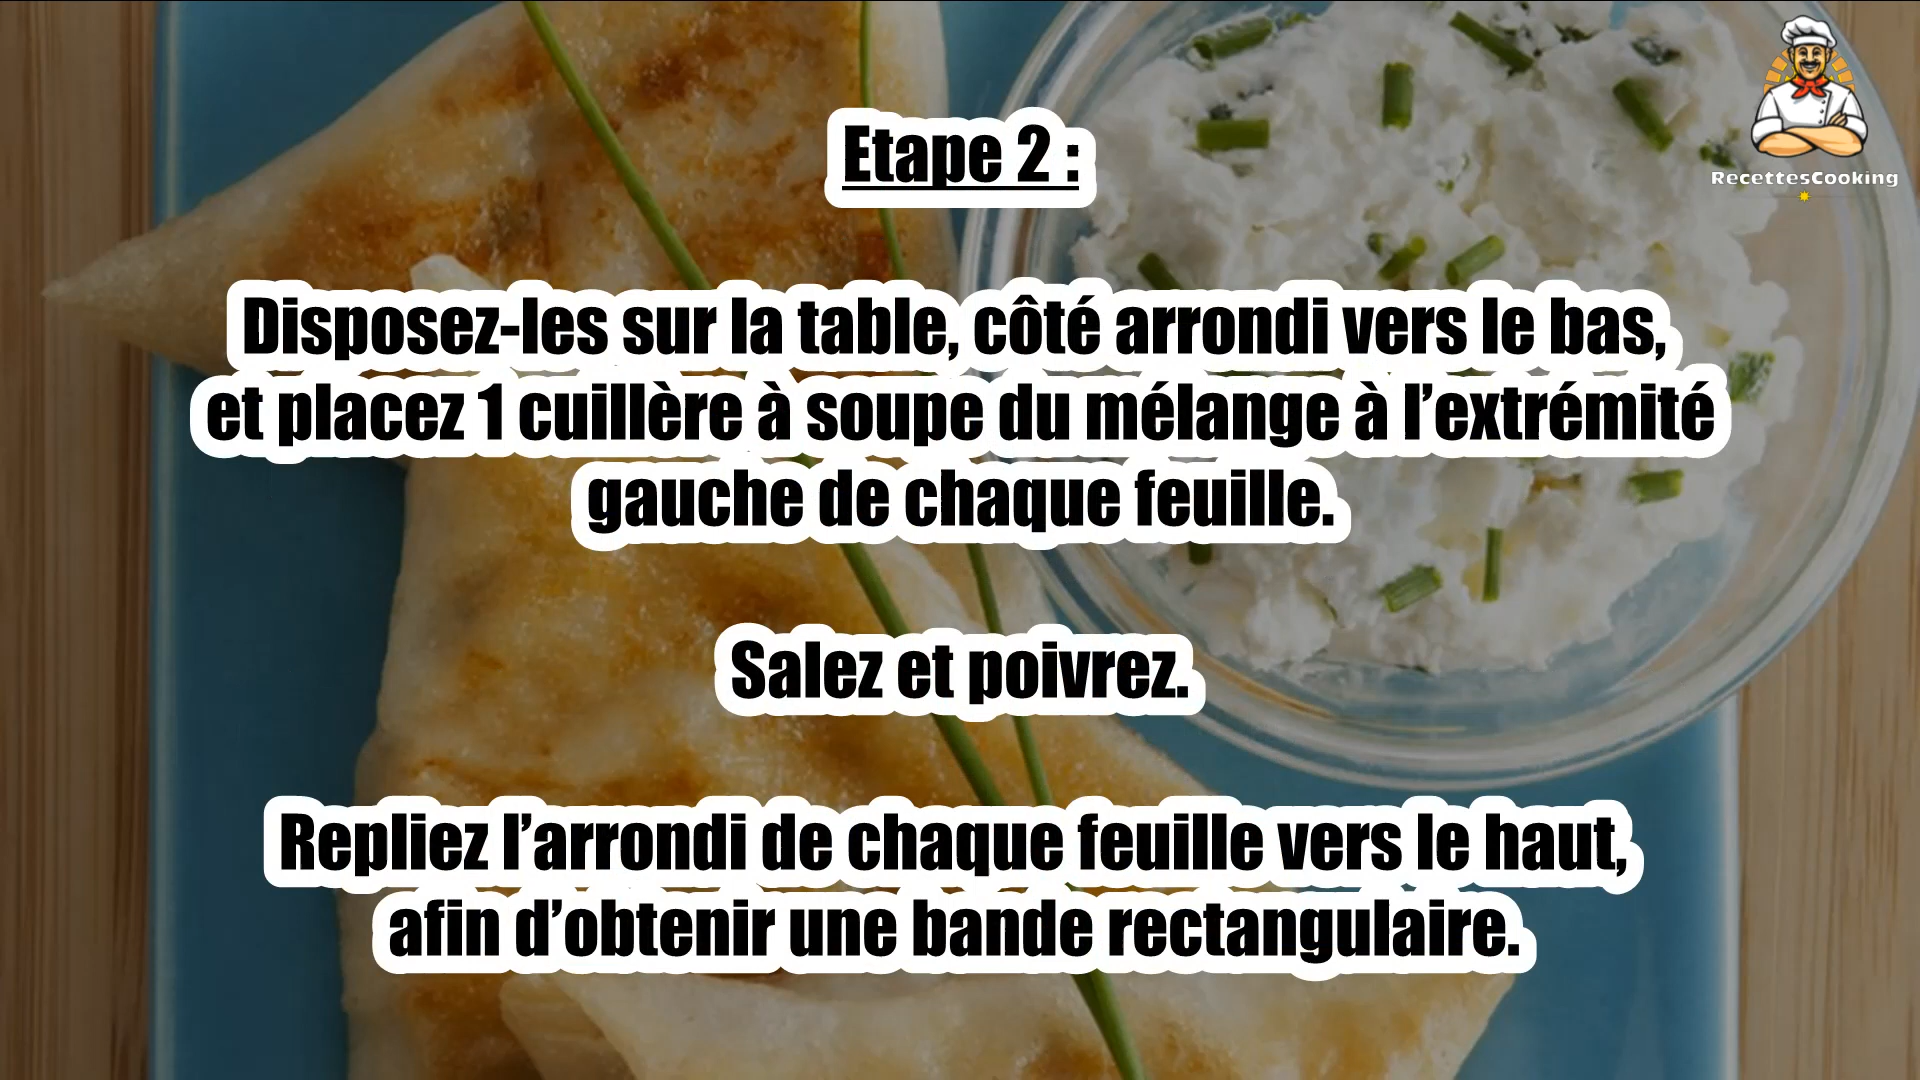 RecettesCooking
Etape 2 :
Disposez-les sur la table, côté arrondi vers le bas,
et placez 1 cuillère à soupe du mélange à l’extrémité
gauche de chaque feuille.
Salez et poivrez.
Repliez l’arrondi de chaque feuille vers le haut,
afin d’obtenir une bande rectangulaire.